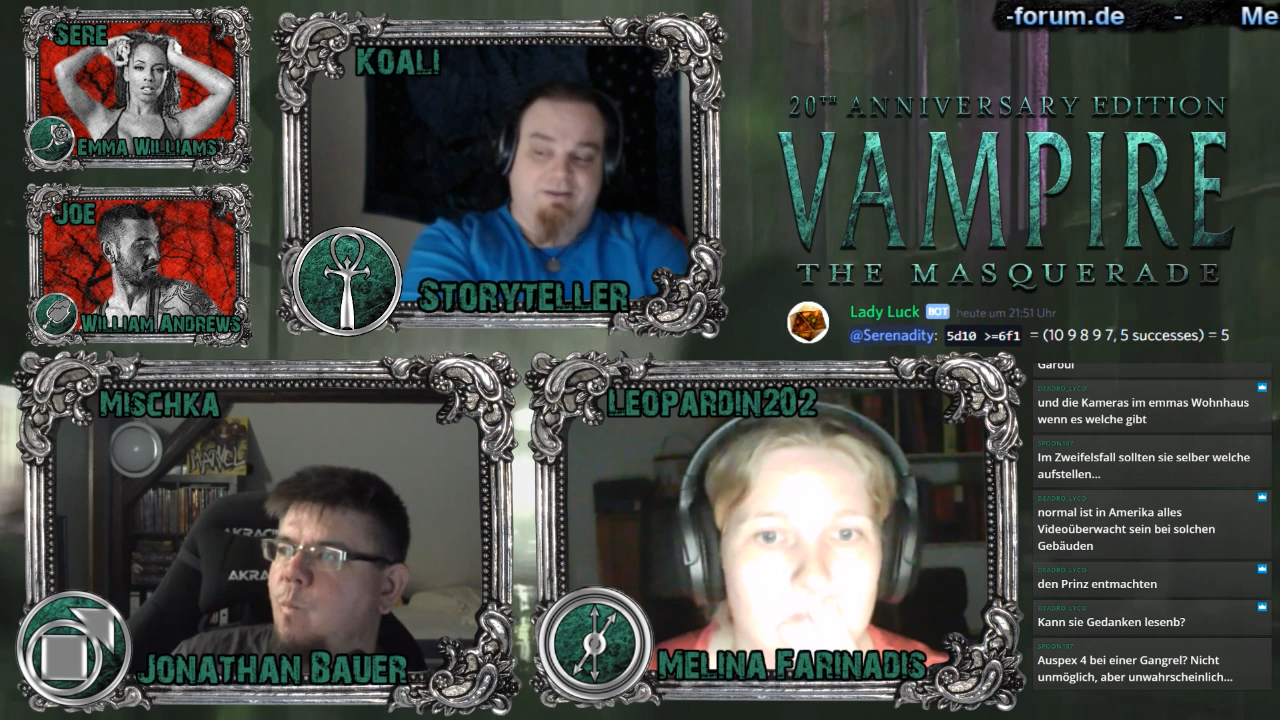 -forum.de - Me
SERE
EMMA WILLIAMS
KOALI
STORYTELLER
JOE
WILLIAM ANDREWS
20TH ANNIVERSARY EDITION
VAMPIRE
THE MASQUERADE
Lady Luck BOT heute um 21:51 Uhr
@Serenadity: 5d10 >=6f1 = (10 9 8 9 7, 5 successes) = 5
MISCHKA
AKRACING
AKRA
JONATHAN BAUER
LEOPARDIN202
MELINA FARINADIS
Garoul
DEADRO_LYCO
und die Kameras im emmas Wohnhaus
wenn es welche gibt
SPOON187
Im Zweifelsfall sollten sie selber welche
aufstellen...
DEADRO_LYCO
normal ist in Amerika alles
Videoüberwacht sein bei solchen
Gebäuden
DEADRO_LYCO
den Prinz entmachten
DEADRO_LYCO
Kann sie Gedanken lesenb?
SPOON187
Auspex 4 bei einer Gangrel? Nicht
unmöglich, aber unwahrscheinlich...